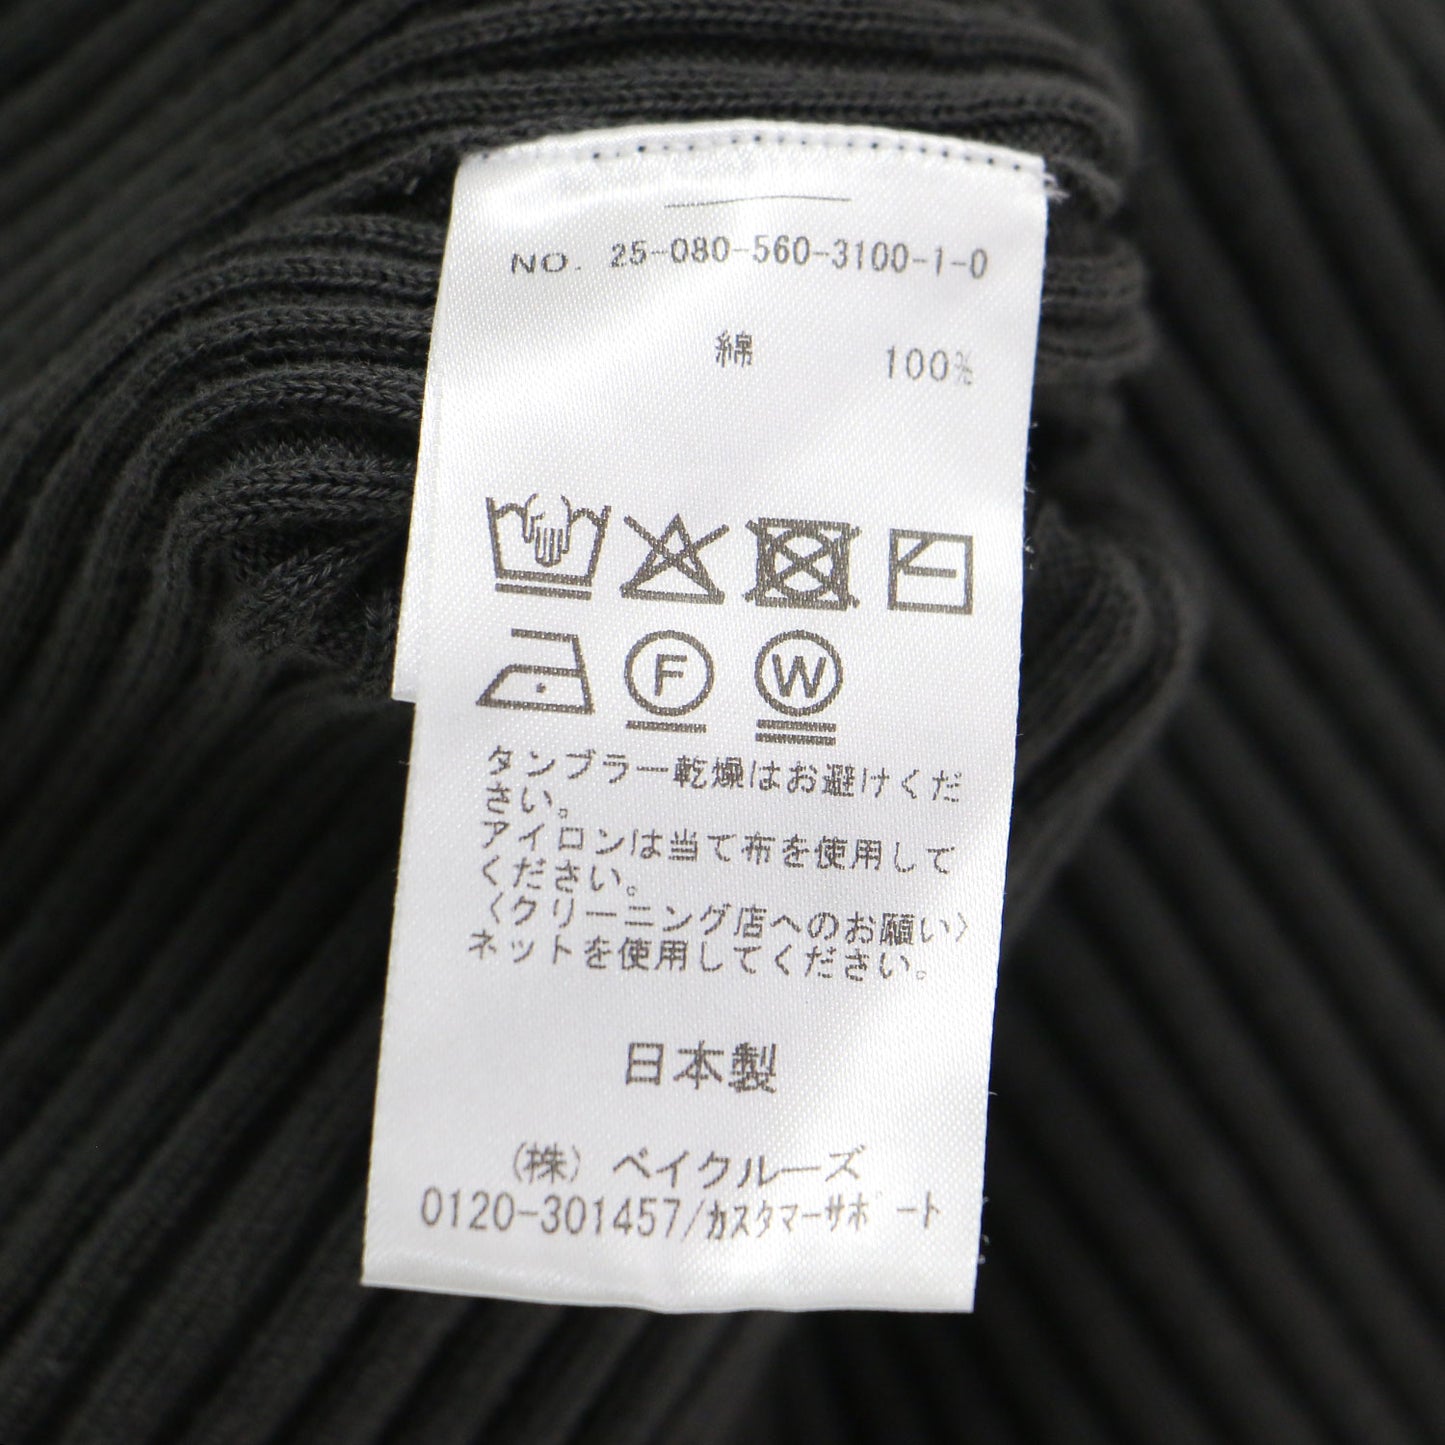 NO. 25-080-560-3100-1-0
綿 100%
F W
タンブラー乾燥はお避けくだ
さい。
アイロンは当て布を使用して
ください。
〈クリーニング店へのお願い〉
ネットを使用してください。
日本製
(株) ベイクルーズ
0120-301457/カスタマーサポート